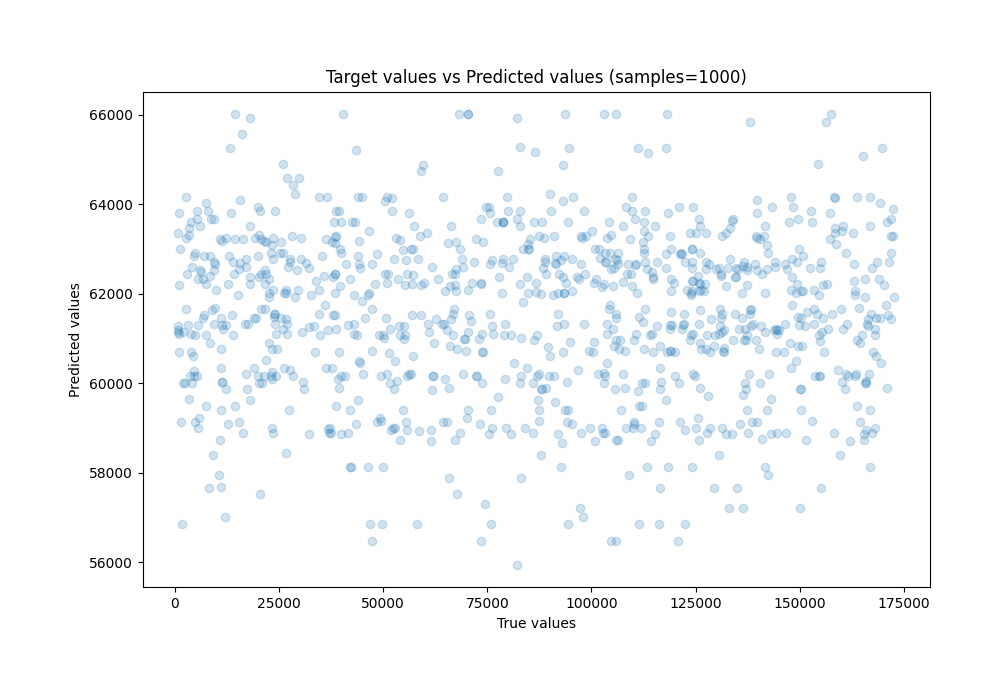 Target values vs Predicted values (samples=1000)
66000
64000
62000
60000
58000
56000
Predicted values
0 25000 50000 75000 100000 125000 150000 175000
True values